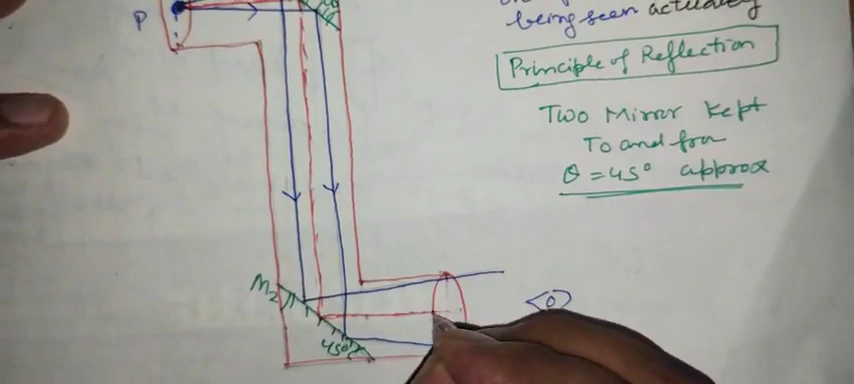 P
being seen actually
Principle of Reflection
Two Mirror Kept
To and fro
θ = 45° approx
M2
45°